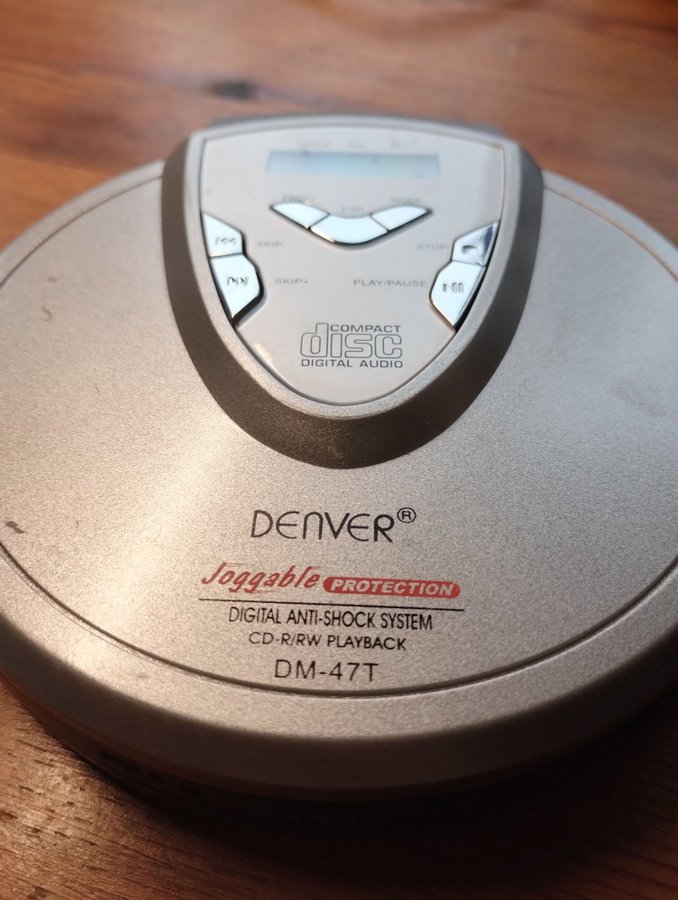 ESP
MODE
SKIP-
STOP
SKIP+
PLAY/PAUSE
COMPACT
disc
DIGITAL AUDIO
DENVER®
Joggable PROTECTION
DIGITAL ANTI-SHOCK SYSTEM
CD-R/RW PLAYBACK
DM-47T